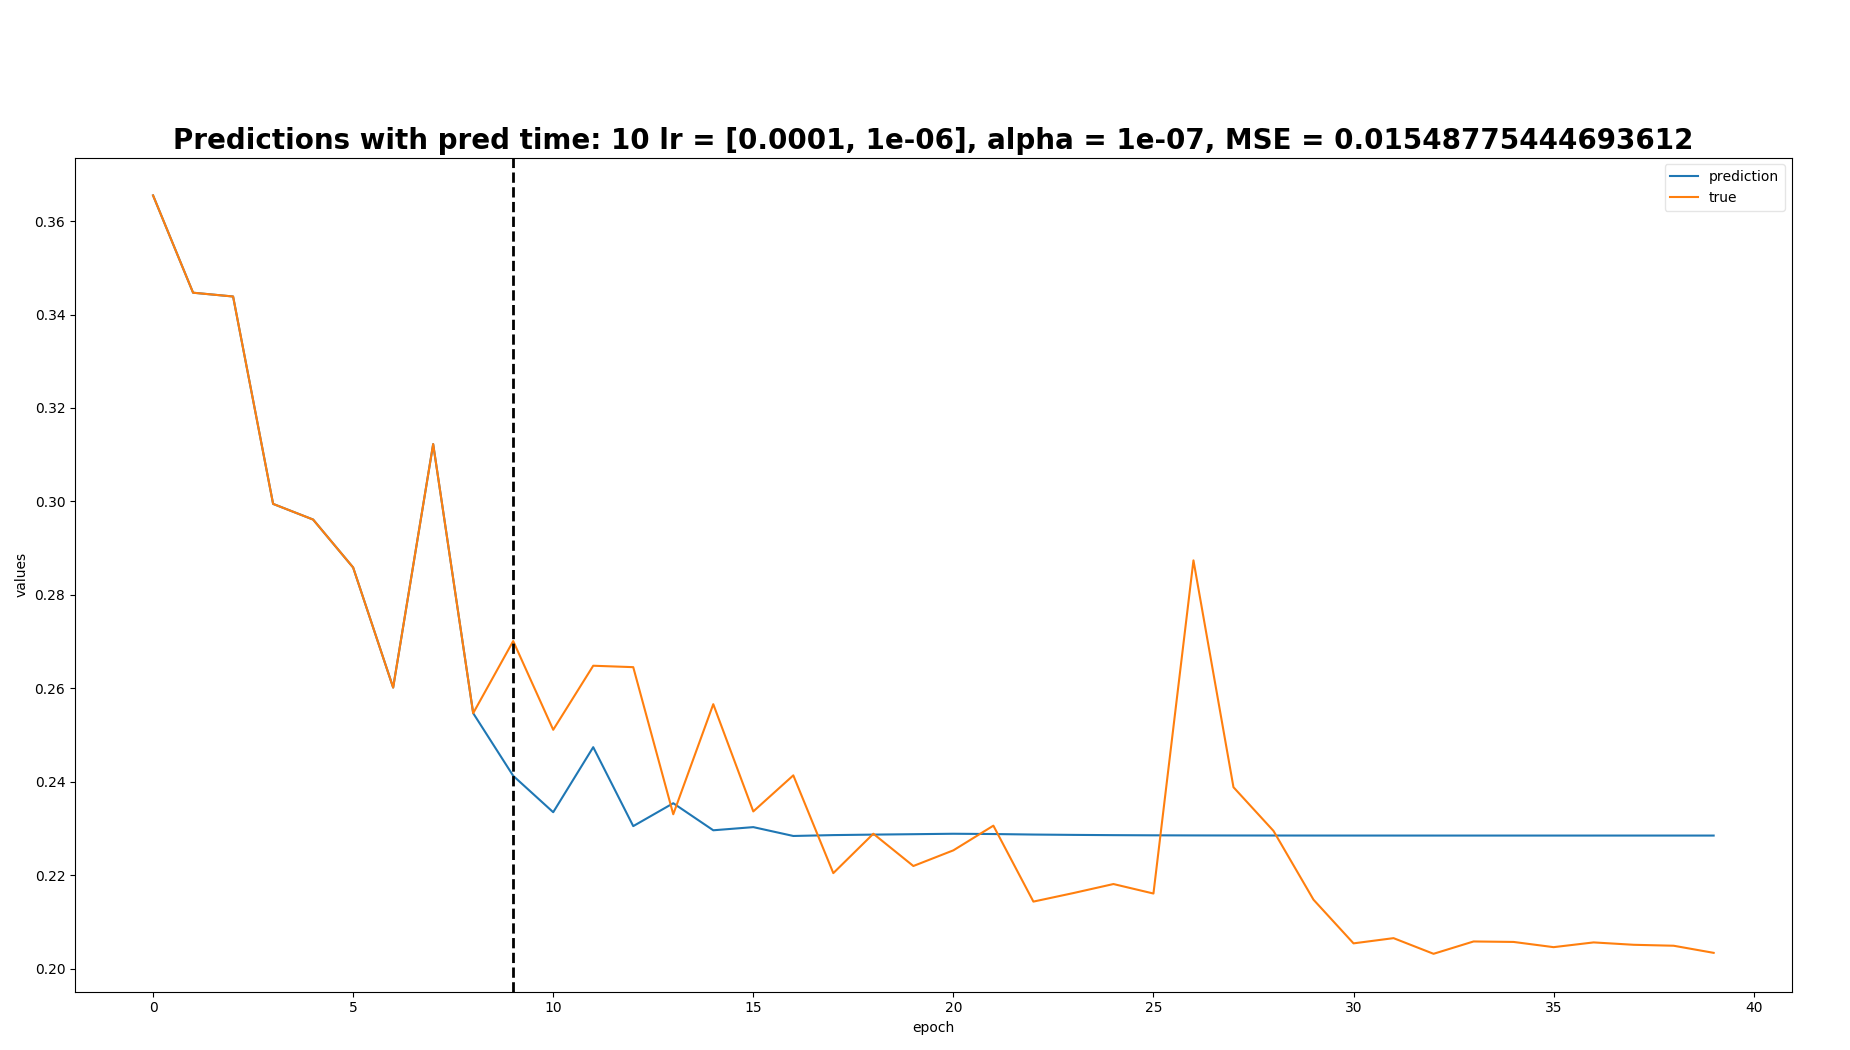 Predictions with pred time: 10 lr = [0.0001, 1e-06], alpha = 1e-07, MSE = 0.01548775444693612
prediction
true
values
0.36
0.34
0.32
0.30
0.28
0.26
0.24
0.22
0.20
0 5 10 15 20 25 30 35 40
epoch